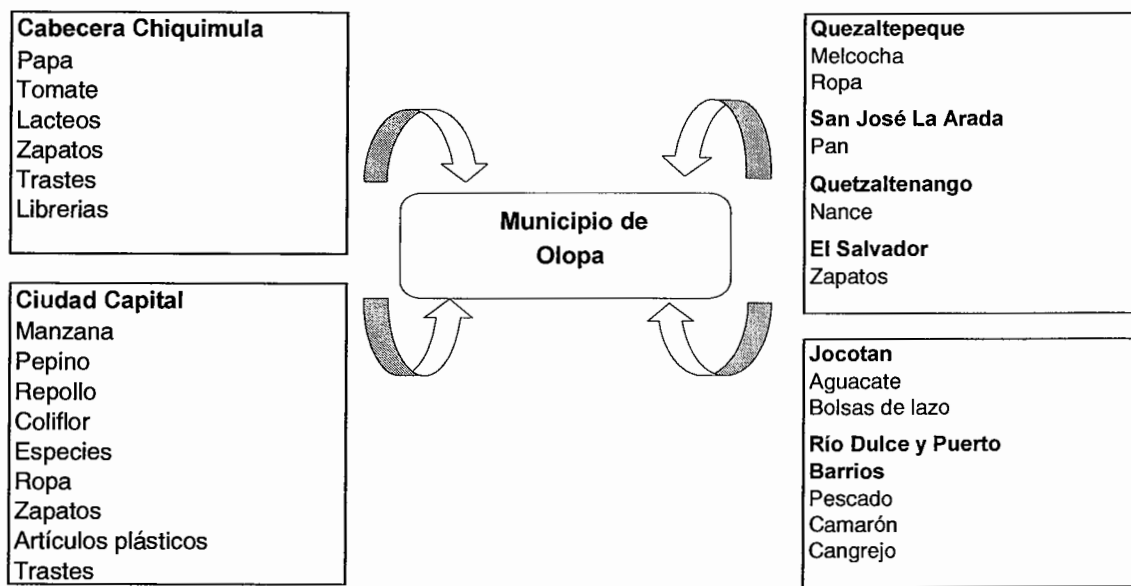 Cabecera Chiquimula
Papa
Tomate
Lacteos
Zapatos
Trastes
Librerias
Ciudad Capital
Manzana
Pepino
Repollo
Coliflor
Especies
Ropa
Zapatos
Artículos plásticos
Trastes
Municipio de
Olopa
Quezaltepeque
Melcocha
Ropa
San José La Arada
Pan
Quetzaltenango
Nance
El Salvador
Zapatos
Jocotan
Aguacate
Bolsas de lazo
Río Dulce y Puerto
Barrios
Pescado
Camarón
Cangrejo